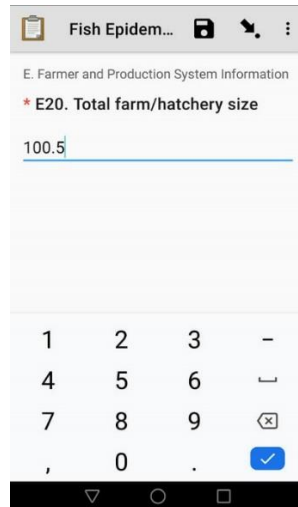 Fish Epidem...
E. Farmer and Production System Information
* E20. Total farm/hatchery size
100.5
1 2 3 -
4 5 6
7 8 9
, 0 .